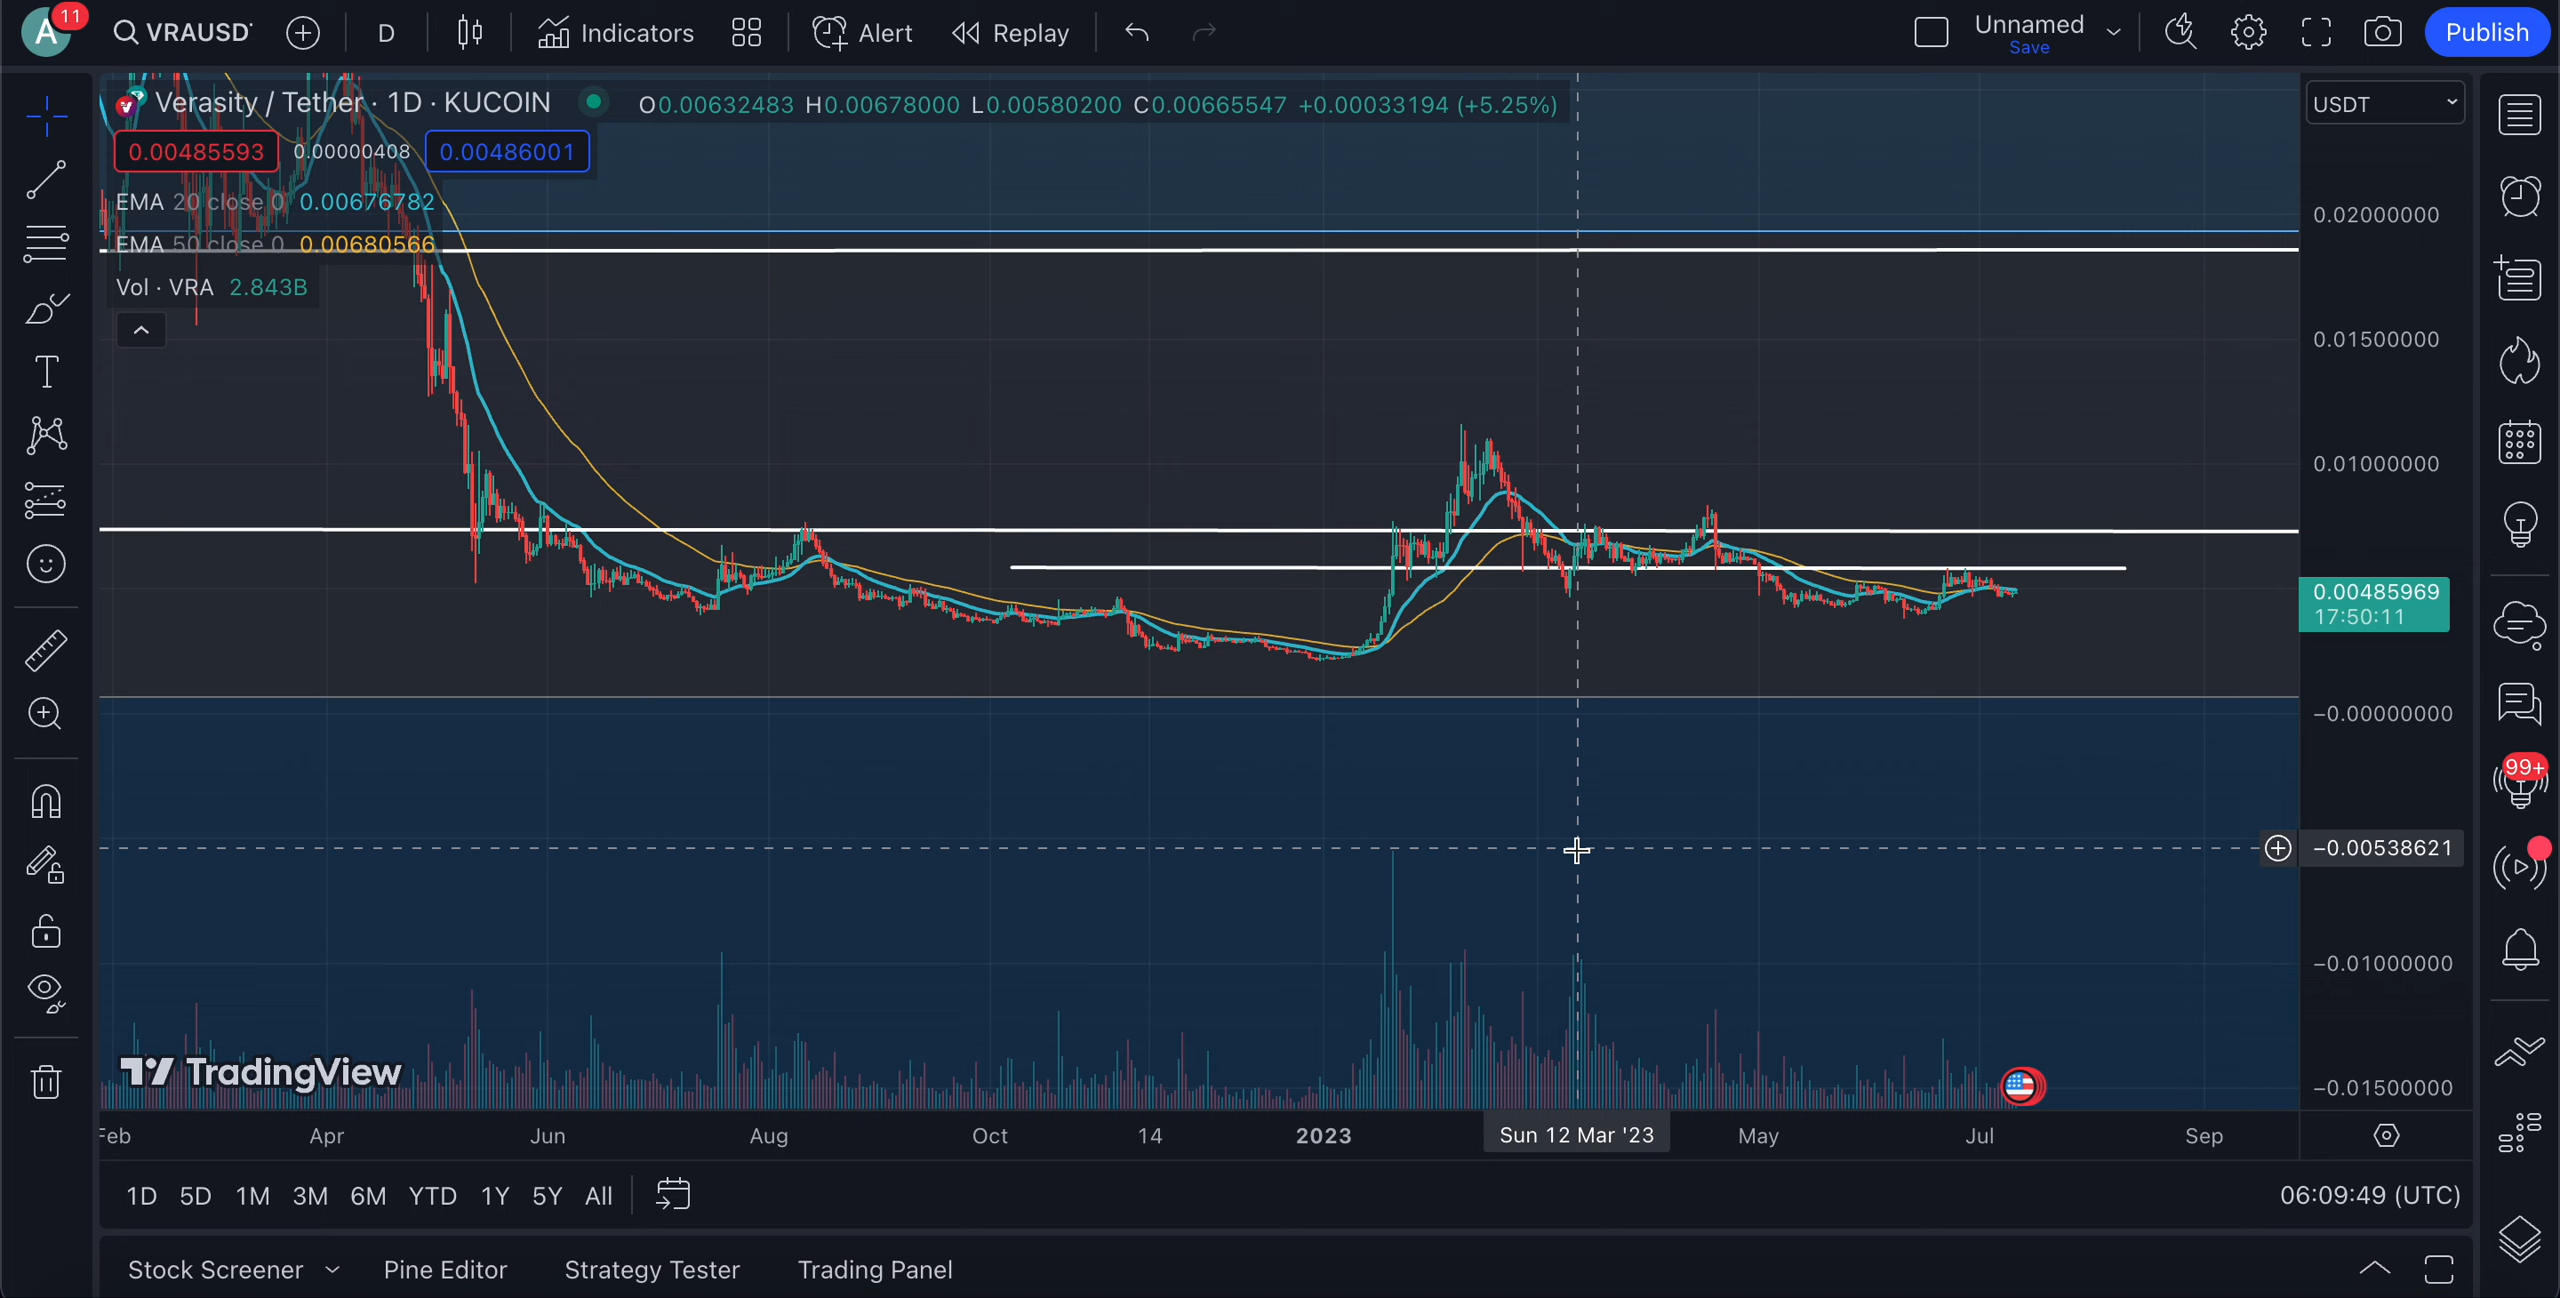 A 11 VRAUSDT D Indicators Alert Replay Unnamed Save Publish
Verasity / Tether · 1D · KUCOIN O0.00632483 H0.00678000 L0.00580200 C0.00665547 +0.00033194 (+5.25%) USDT
0.00485593 0.00000408 0.00486001
EMA 20 close 0 0.00676782
EMA 50 close 0 0.00680566
Vol · VRA 2.843B
0.02000000
0.01500000
0.01000000
0.00485969
17:50:11
−0.00000000
−0.00538621
−0.01000000
−0.01500000
99+
TradingView
Feb Apr Jun Aug Oct 14 2023 Sun 12 Mar '23 May Jul Sep
1D 5D 1M 3M 6M YTD 1Y 5Y All 06:09:49 (UTC)
Stock Screener Pine Editor Strategy Tester Trading Panel